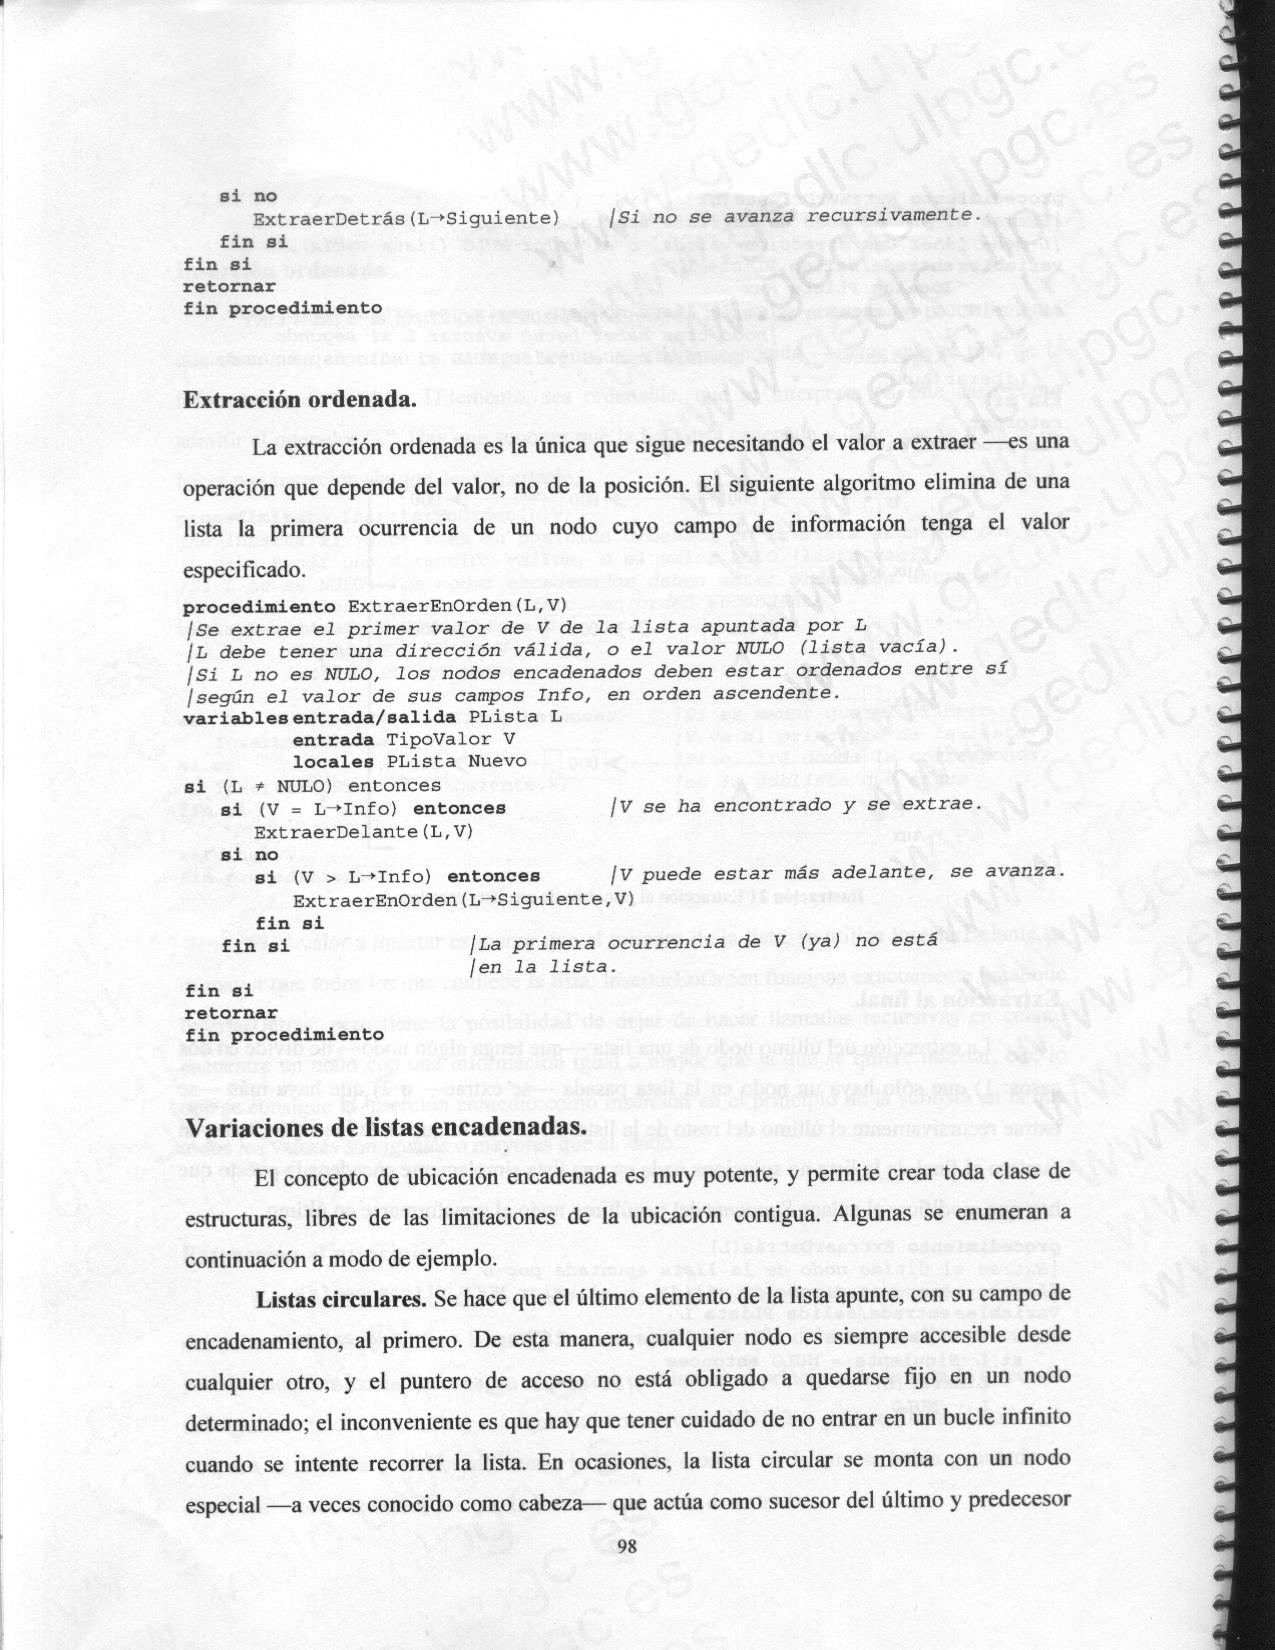 si no
ExtraerDetrás(L→Siguiente) /Si no se avanza recursivamente.
fin si
fin si
retornar
fin procedimiento
Extracción ordenada.
La extracción ordenada es la única que sigue necesitando el valor a extraer —es una
operación que depende del valor, no de la posición. El siguiente algoritmo elimina de una
lista la primera ocurrencia de un nodo cuyo campo de información tenga el valor
especificado.
procedimiento ExtraerEnOrden(L,V)
/Se extrae el primer valor de V de la lista apuntada por L
/L debe tener una dirección válida, o el valor NULO (lista vacía).
/Si L no es NULO, los nodos encadenados deben estar ordenados entre sí
/según el valor de sus campos Info, en orden ascendente.
variables entrada/salida PLista L
entrada TipoValor V
locales PLista Nuevo
si (L ≠ NULO) entonces
si (V = L→Info) entonces /V se ha encontrado y se extrae.
ExtraerDelante(L,V)
si no
si (V > L→Info) entonces /V puede estar más adelante, se avanza.
ExtraerEnOrden(L→Siguiente,V)
fin si
fin si /La primera ocurrencia de V (ya) no está
/en la lista.
fin si
retornar
fin procedimiento
Variaciones de listas encadenadas.
El concepto de ubicación encadenada es muy potente, y permite crear toda clase de
estructuras, libres de las limitaciones de la ubicación contigua. Algunas se enumeran a
continuación a modo de ejemplo.
Listas circulares. Se hace que el último elemento de la lista apunte, con su campo de
encadenamiento, al primero. De esta manera, cualquier nodo es siempre accesible desde
cualquier otro, y el puntero de acceso no está obligado a quedarse fijo en un nodo
determinado; el inconveniente es que hay que tener cuidado de no entrar en un bucle infinito
cuando se intente recorrer la lista. En ocasiones, la lista circular se monta con un nodo
especial —a veces conocido como cabeza— que actúa como sucesor del último y predecesor
98